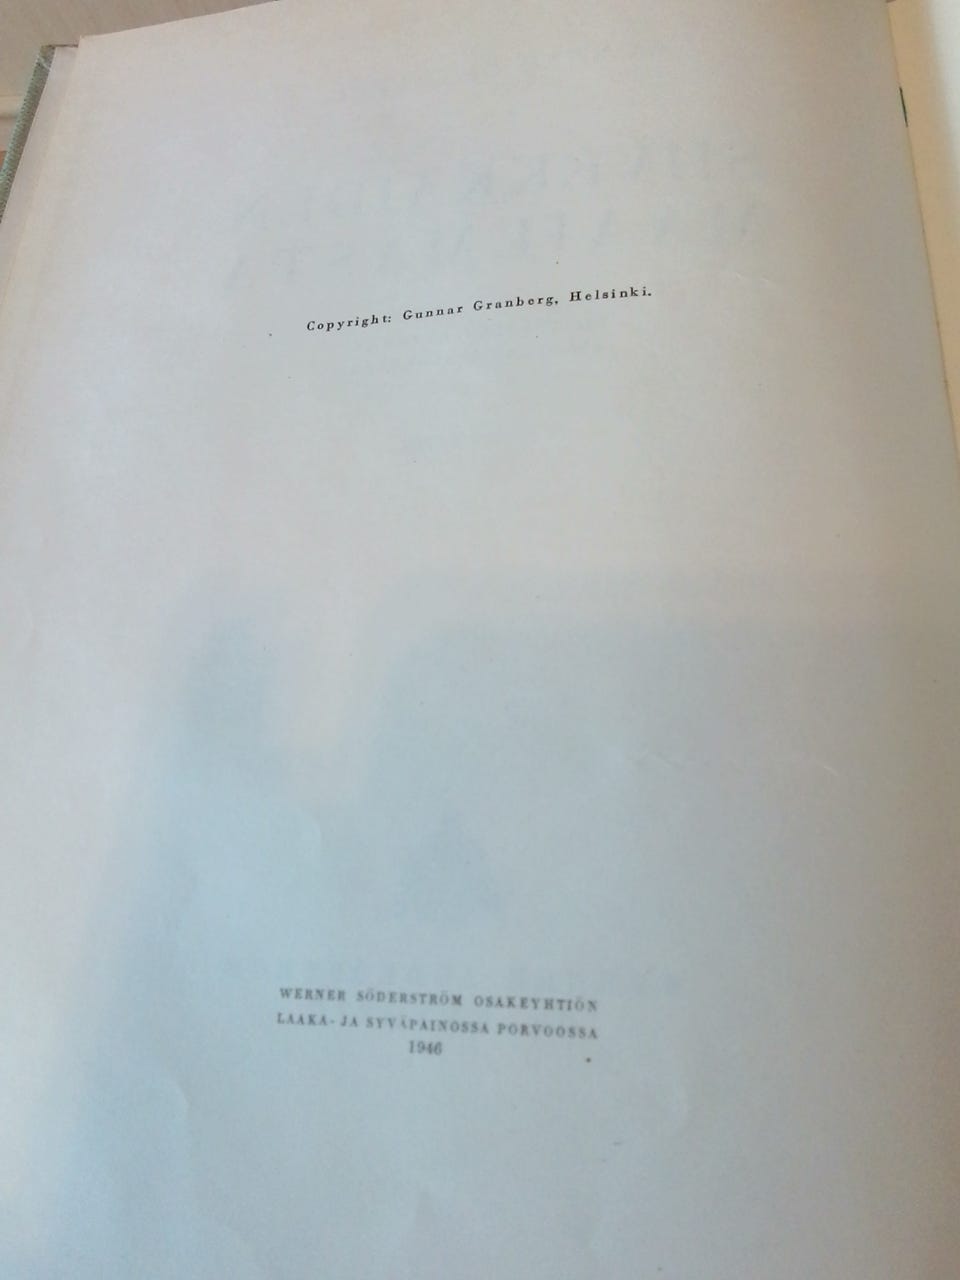 Copyright: Gunnar Granberg, Helsinki.
WERNER SÖDERSTRÖM OSAKEYHTIÖN
LAAKA- JA SYVÄPAINOSSA PORVOOSSA
1946